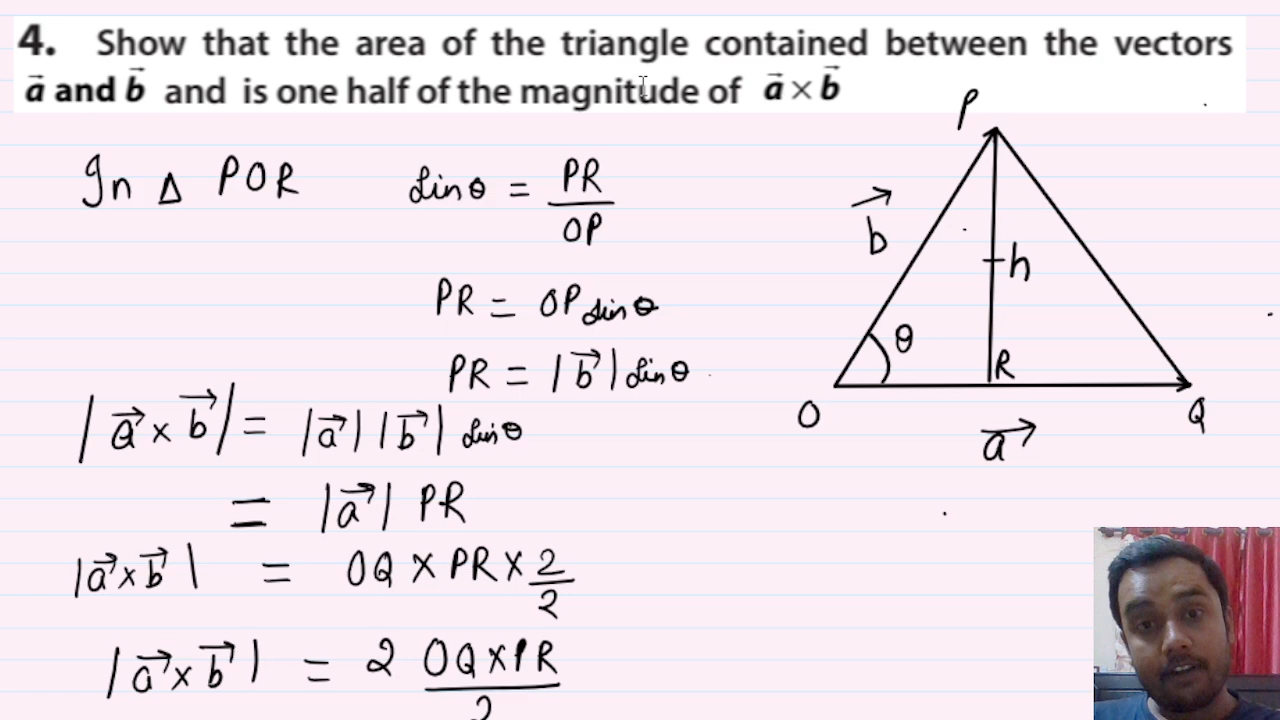 4. Show that the area of the triangle contained between the vectors
a⃗ and b⃗ and is one half of the magnitude of a⃗ × b⃗
In Δ POR
sinθ = PR/OP
PR = OP sinθ
PR = |b⃗| sinθ
|a⃗ × b⃗| = |a⃗| |b⃗| sinθ
= |a⃗| PR
|a⃗ × b⃗| = OQ × PR × 2/2
|a⃗ × b⃗| = 2 OQ × PR/2
P
b⃗
h
θ
R
O
Q
a⃗